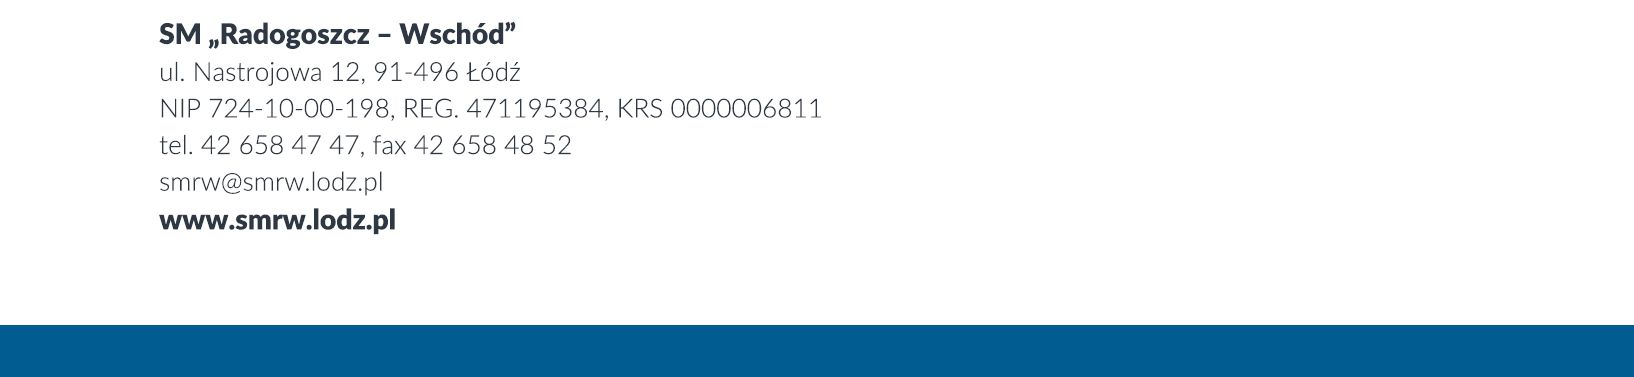 SM „Radogoszcz – Wschód”
ul. Nastrojowa 12, 91-496 Łódź
NIP 724-10-00-198, REG. 471195384, KRS 0000006811
tel. 42 658 47 47, fax 42 658 48 52
smrw@smrw.lodz.pl
www.smrw.lodz.pl